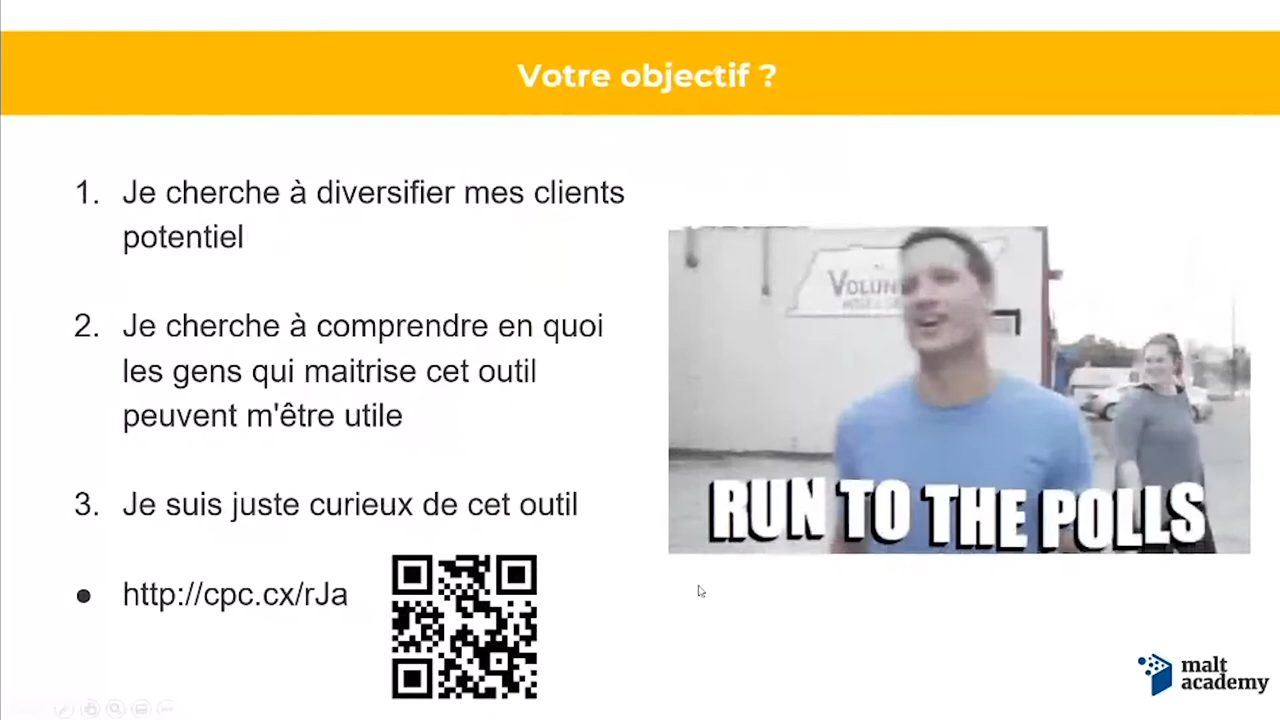 Votre objectif ?
1. Je cherche à diversifier mes clients
potentiel
2. Je cherche à comprendre en quoi
les gens qui maitrise cet outil
peuvent m'être utile
3. Je suis juste curieux de cet outil
● http://cpc.cx/rJa
RUN TO THE POLLS
malt
academy